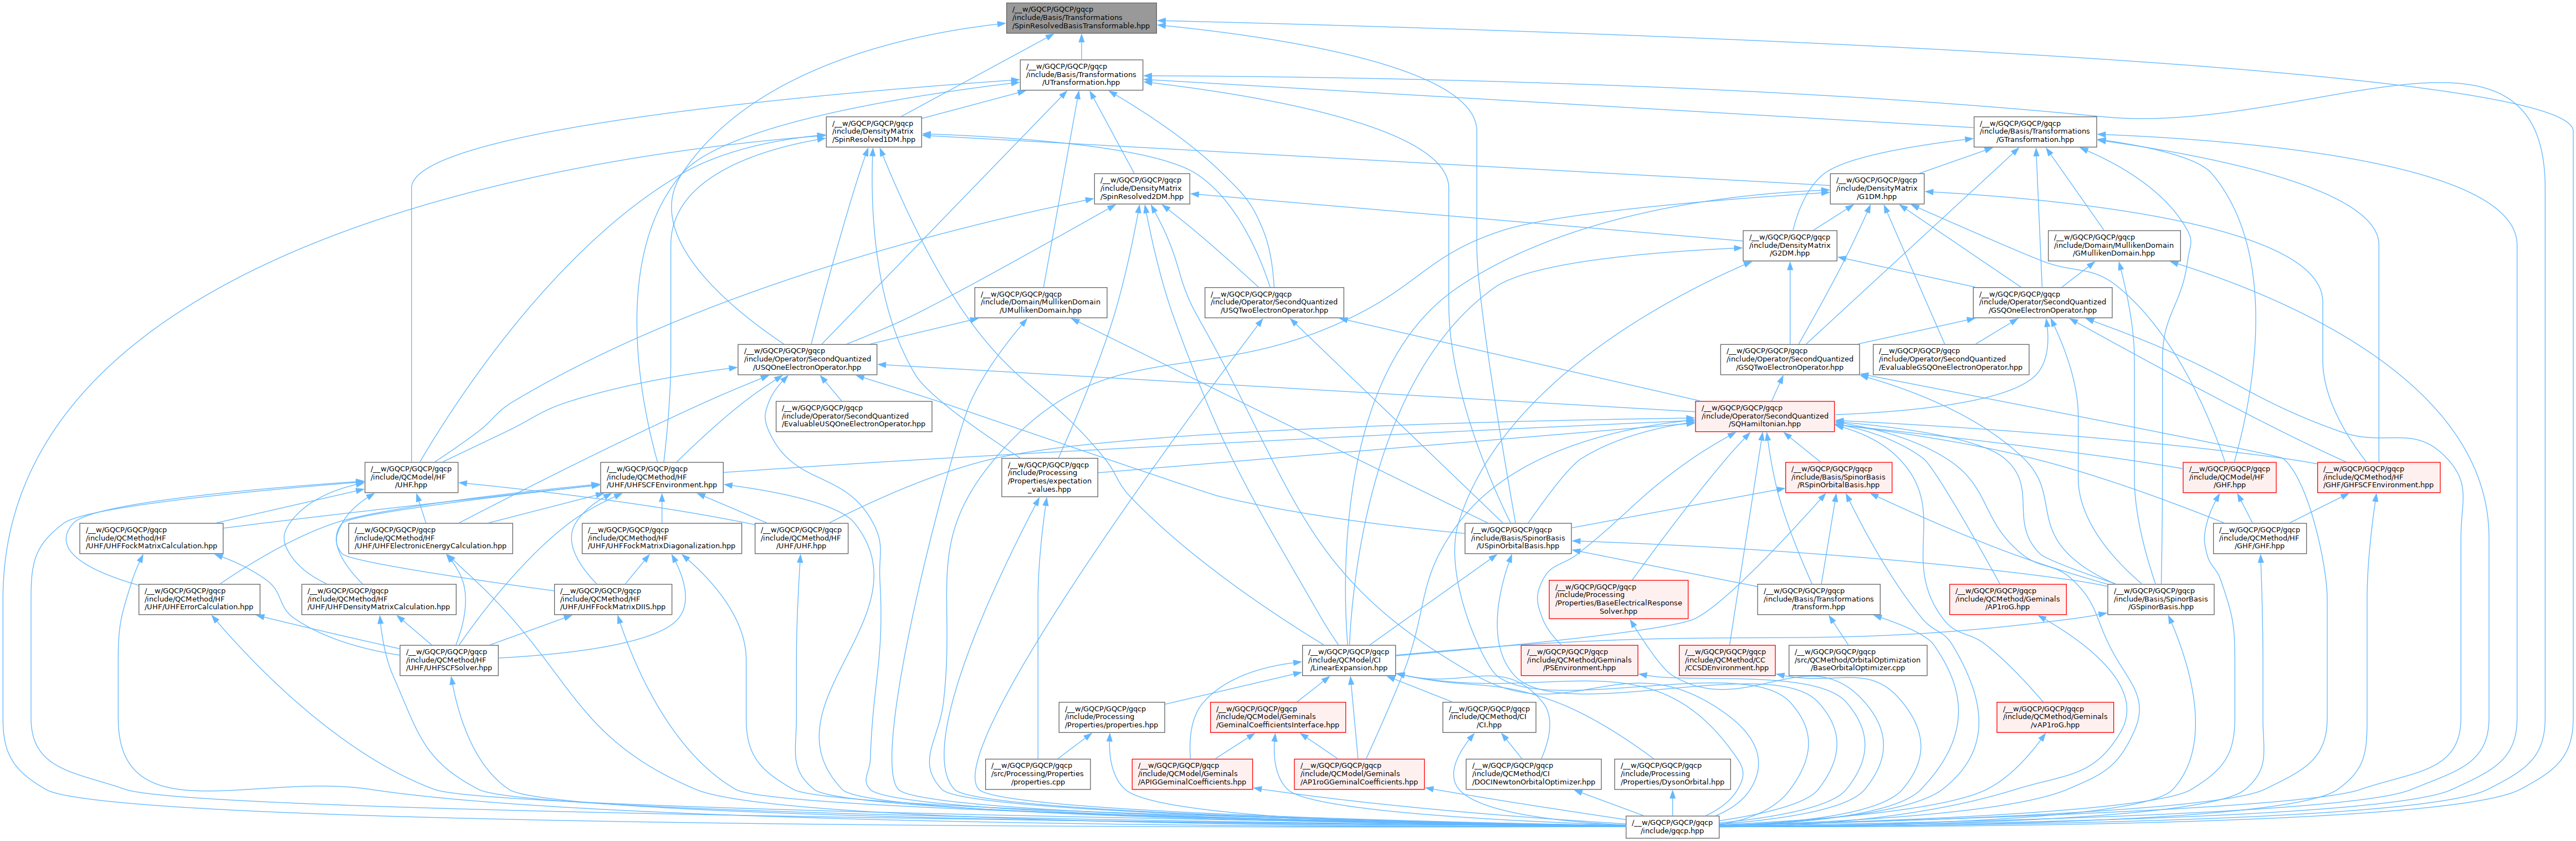 /__w/GQCP/GQCP/gqcp
/include/Basis/Transformations
/SpinResolvedBasisTransformable.hpp
/__w/GQCP/GQCP/gqcp
/include/Basis/Transformations
/UTransformation.hpp
/__w/GQCP/GQCP/gqcp
/include/DensityMatrix
/SpinResolved1DM.hpp
/__w/GQCP/GQCP/gqcp
/include/Basis/Transformations
/GTransformation.hpp
/__w/GQCP/GQCP/gqcp
/include/DensityMatrix
/SpinResolved2DM.hpp
/__w/GQCP/GQCP/gqcp
/include/DensityMatrix
/G1DM.hpp
/__w/GQCP/GQCP/gqcp
/include/DensityMatrix
/G2DM.hpp
/__w/GQCP/GQCP/gqcp
/include/Domain/MullikenDomain
/GMullikenDomain.hpp
/__w/GQCP/GQCP/gqcp
/include/Domain/MullikenDomain
/UMullikenDomain.hpp
/__w/GQCP/GQCP/gqcp
/include/Operator/SecondQuantized
/USQTwoElectronOperator.hpp
/__w/GQCP/GQCP/gqcp
/include/Operator/SecondQuantized
/GSQOneElectronOperator.hpp
/__w/GQCP/GQCP/gqcp
/include/Operator/SecondQuantized
/USQOneElectronOperator.hpp
/__w/GQCP/GQCP/gqcp
/include/Operator/SecondQuantized
/GSQTwoElectronOperator.hpp
/__w/GQCP/GQCP/gqcp
/include/Operator/SecondQuantized
/EvaluableGSQOneElectronOperator.hpp
/__w/GQCP/GQCP/gqcp
/include/Operator/SecondQuantized
/EvaluableUSQOneElectronOperator.hpp
/__w/GQCP/GQCP/gqcp
/include/Operator/SecondQuantized
/SQHamiltonian.hpp
/__w/GQCP/GQCP/gqcp
/include/QCModel/HF
/UHF.hpp
/__w/GQCP/GQCP/gqcp
/include/QCMethod/HF
/UHF/UHFSCFEnvironment.hpp
/__w/GQCP/GQCP/gqcp
/include/Processing
/Properties/expectation
_values.hpp
/__w/GQCP/GQCP/gqcp
/include/Basis/SpinorBasis
/RSpinOrbitalBasis.hpp
/__w/GQCP/GQCP/gqcp
/include/QCModel/HF
/GHF.hpp
/__w/GQCP/GQCP/gqcp
/include/QCMethod/HF
/GHF/GHFSCFEnvironment.hpp
/__w/GQCP/GQCP/gqcp
/include/QCMethod/HF
/UHF/UHFFockMatrixCalculation.hpp
/__w/GQCP/GQCP/gqcp
/include/QCMethod/HF
/UHF/UHFElectronicEnergyCalculation.hpp
/__w/GQCP/GQCP/gqcp
/include/QCMethod/HF
/UHF/UHFFockMatrixDiagonalization.hpp
/__w/GQCP/GQCP/gqcp
/include/QCMethod/HF
/UHF/UHF.hpp
/__w/GQCP/GQCP/gqcp
/include/Basis/SpinorBasis
/USpinOrbitalBasis.hpp
/__w/GQCP/GQCP/gqcp
/include/QCMethod/HF
/GHF/GHF.hpp
/__w/GQCP/GQCP/gqcp
/include/QCMethod/HF
/UHF/UHFErrorCalculation.hpp
/__w/GQCP/GQCP/gqcp
/include/QCMethod/HF
/UHF/UHFDensityMatrixCalculation.hpp
/__w/GQCP/GQCP/gqcp
/include/QCMethod/HF
/UHF/UHFFockMatrixDIIS.hpp
/__w/GQCP/GQCP/gqcp
/include/Processing
/Properties/BaseElectricalResponse
Solver.hpp
/__w/GQCP/GQCP/gqcp
/include/Basis/Transformations
/transform.hpp
/__w/GQCP/GQCP/gqcp
/include/QCMethod/Geminals
/AP1roG.hpp
/__w/GQCP/GQCP/gqcp
/include/Basis/SpinorBasis
/GSpinorBasis.hpp
/__w/GQCP/GQCP/gqcp
/include/QCMethod/HF
/UHF/UHFSCFSolver.hpp
/__w/GQCP/GQCP/gqcp
/include/QCModel/CI
/LinearExpansion.hpp
/__w/GQCP/GQCP/gqcp
/include/QCMethod/Geminals
/PSEnvironment.hpp
/__w/GQCP/GQCP/gqcp
/include/QCMethod/CC
/CCSDEnvironment.hpp
/__w/GQCP/GQCP/gqcp
/src/QCMethod/OrbitalOptimization
/BaseOrbitalOptimizer.cpp
/__w/GQCP/GQCP/gqcp
/include/Processing
/Properties/properties.hpp
/__w/GQCP/GQCP/gqcp
/include/QCModel/Geminals
/GeminalCoefficientsInterface.hpp
/__w/GQCP/GQCP/gqcp
/include/QCMethod/CI
/CI.hpp
/__w/GQCP/GQCP/gqcp
/include/QCMethod/Geminals
/vAP1roG.hpp
/__w/GQCP/GQCP/gqcp
/src/Processing/Properties
/properties.cpp
/__w/GQCP/GQCP/gqcp
/include/QCModel/Geminals
/APIGGeminalCoefficients.hpp
/__w/GQCP/GQCP/gqcp
/include/QCModel/Geminals
/AP1roGGeminalCoefficients.hpp
/__w/GQCP/GQCP/gqcp
/include/QCMethod/CI
/DOCINewtonOrbitalOptimizer.hpp
/__w/GQCP/GQCP/gqcp
/include/Processing
/Properties/DysonOrbital.hpp
/__w/GQCP/GQCP/gqcp
/include/gqcp.hpp